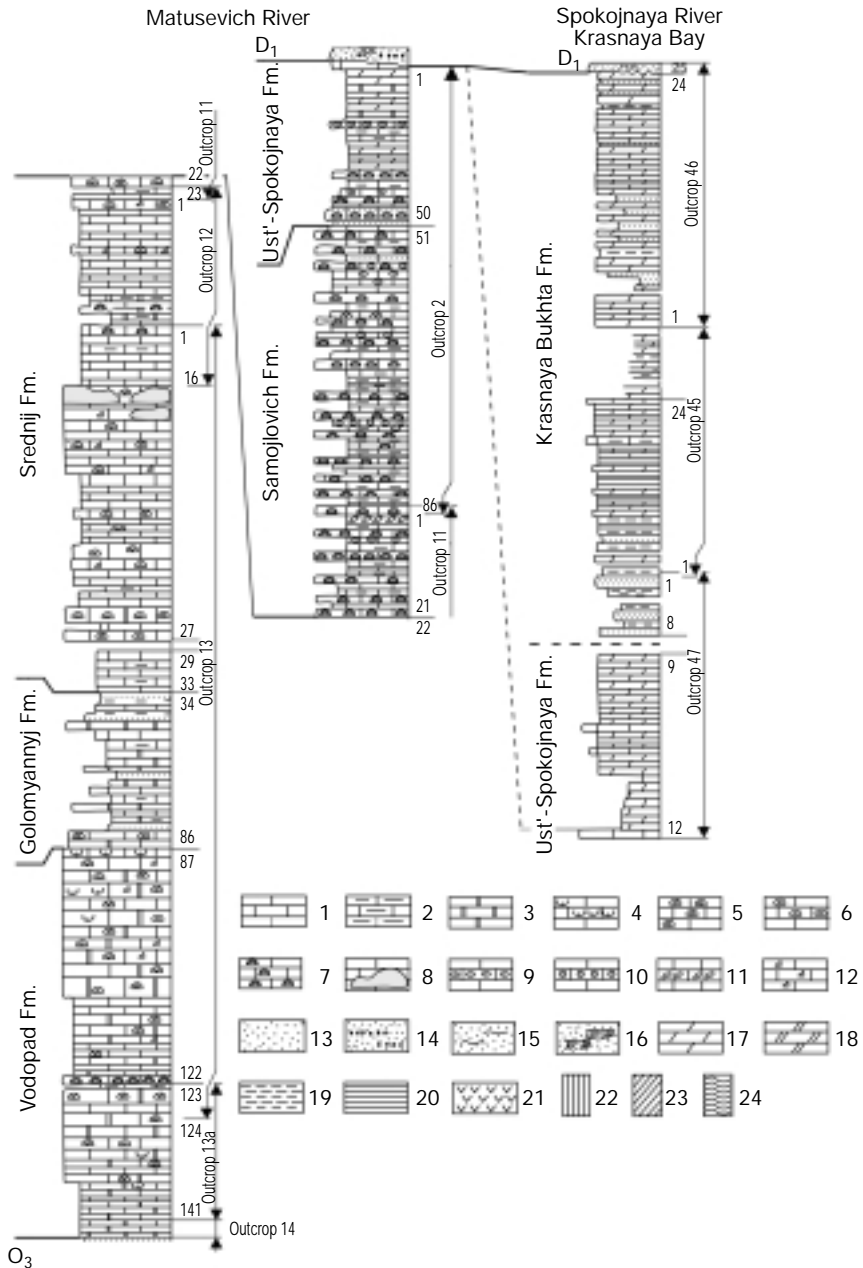 Matusevich River
Spokojnaya River
Krasnaya Bay
D1
Ust'-Spokojnaya Fm.
Samojlovich Fm.
1
50
51
86
1
21
22
Outcrop 2
Outcrop 11
Outcrop 11
22
23
1
Outcrop 12
1
16
27
29
33
34
86
87
122
123
124
141
Outcrop 13
Outcrop 13a
Outcrop 14
Srednij Fm.
Golomyannyj Fm.
Vodopad Fm.
O3
D1
25
24
1
24
1
1
8
9
12
Outcrop 46
Outcrop 45
Outcrop 47
Krasnaya Bukhta Fm.
Ust'-Spokojnaya Fm.
1 2 3 4 5 6
7 8 9 10 11 12
13 14 15 16 17 18
19 20 21 22 23 24